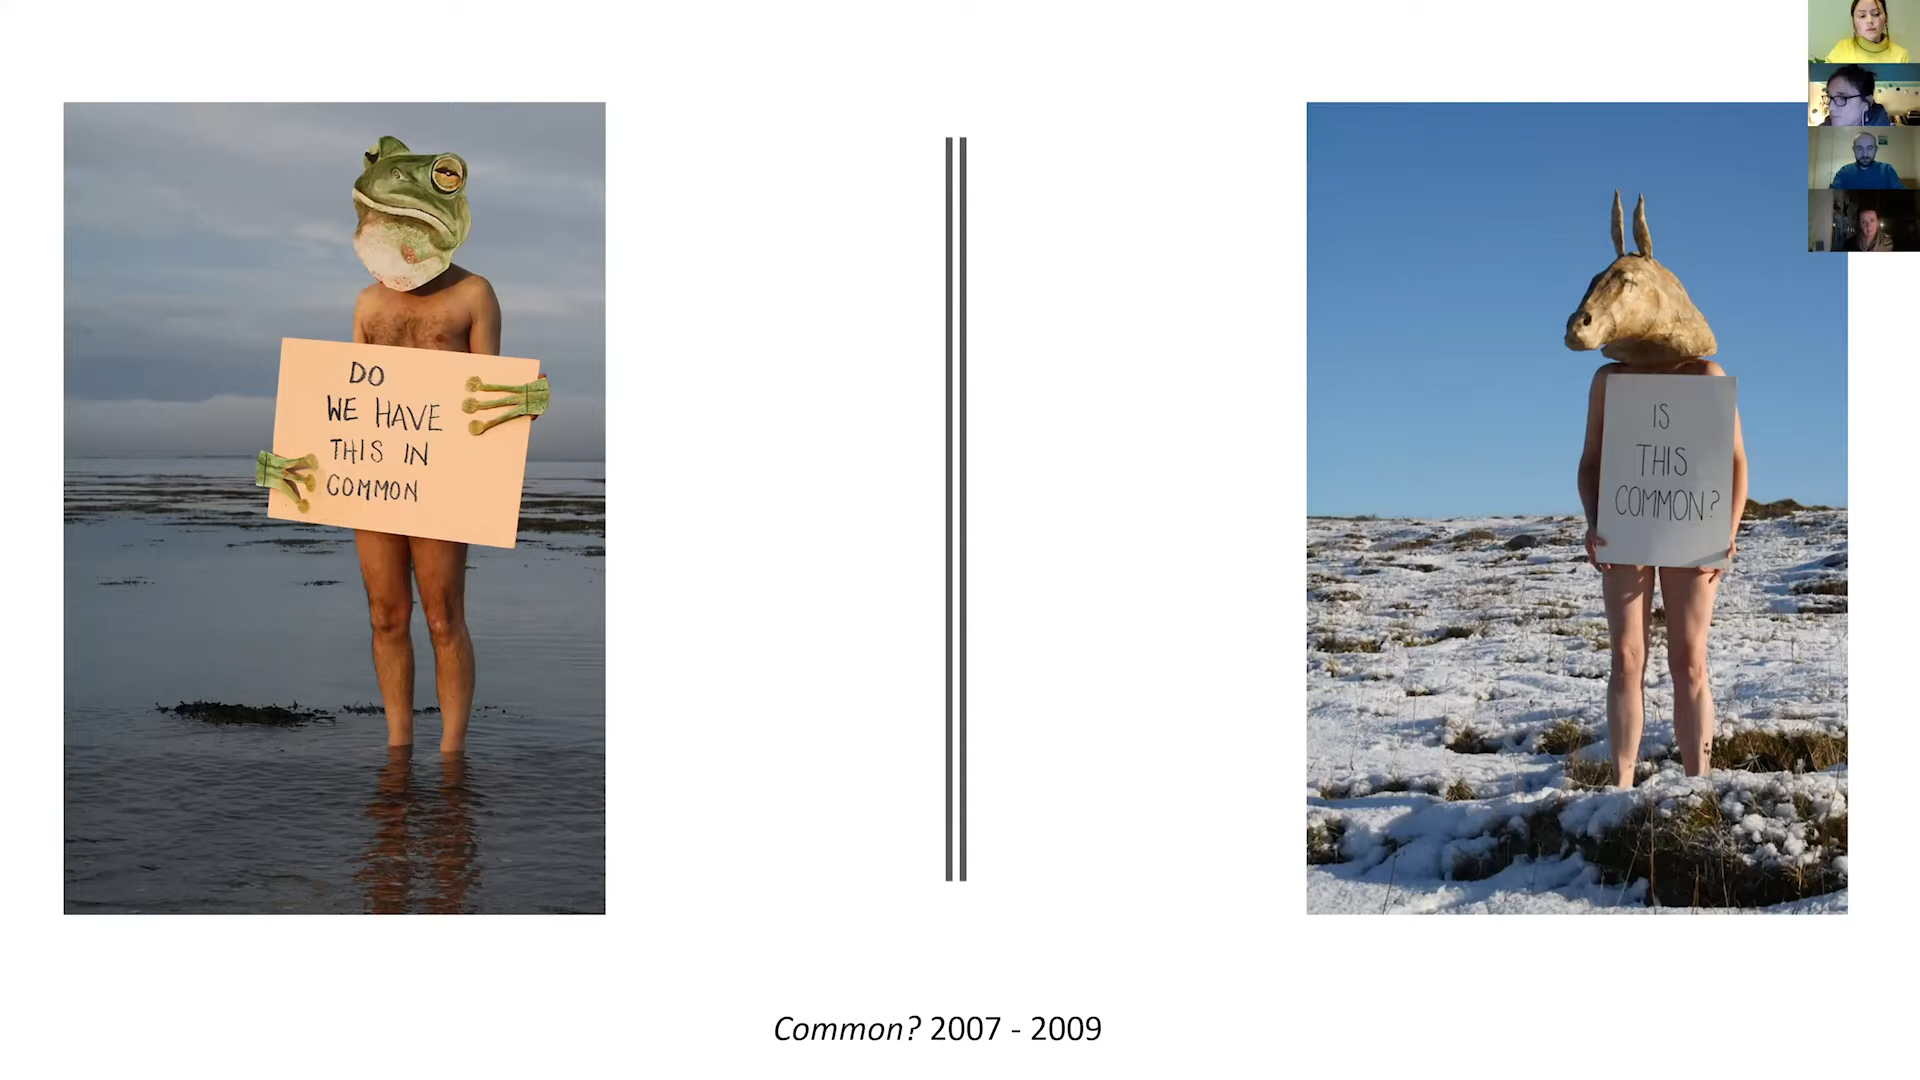 DO
WE HAVE
THIS IN
COMMON
IS
THIS
COMMON?
Common? 2007 - 2009